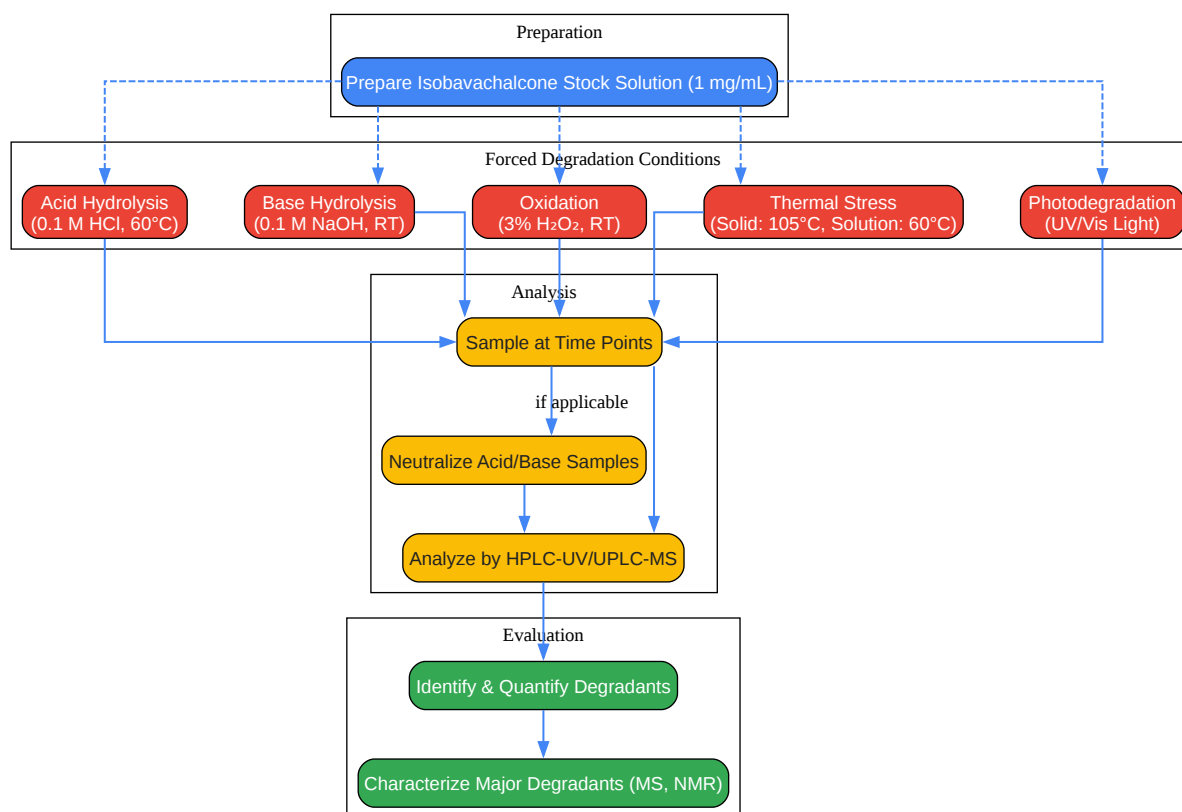 Preparation
Prepare Isobavachalcone Stock Solution (1 mg/mL)
Forced Degradation Conditions
Acid Hydrolysis
(0.1 M HCl, 60°C)
Base Hydrolysis
(0.1 M NaOH, RT)
Oxidation
(3% H₂O₂, RT)
Thermal Stress
(Solid: 105°C, Solution: 60°C)
Photodegradation
(UV/Vis Light)
Analysis
Sample at Time Points
if applicable
Neutralize Acid/Base Samples
Analyze by HPLC-UV/UPLC-MS
Evaluation
Identify & Quantify Degradants
Characterize Major Degradants (MS, NMR)